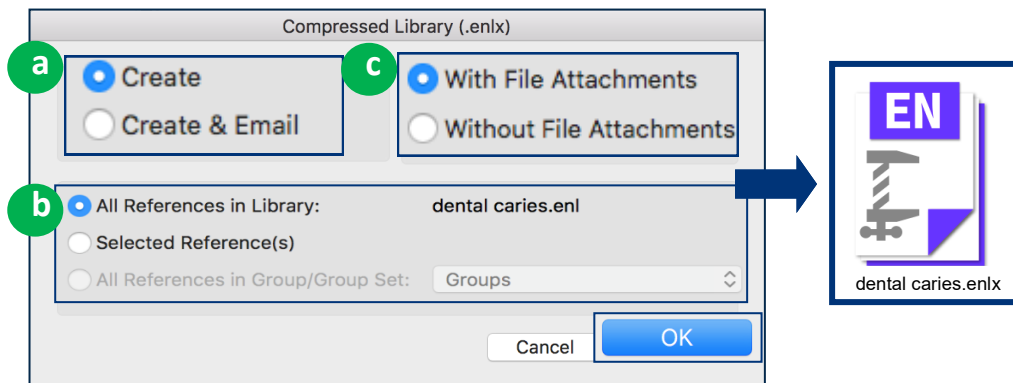 Compressed Library (.enlx)
a
Create
Create & Email
c
With File Attachments
Without File Attachments
b
All References in Library: dental caries.enl
Selected Reference(s)
All References in Group/Group Set: Groups
Cancel
OK
EN
dental caries.enlx